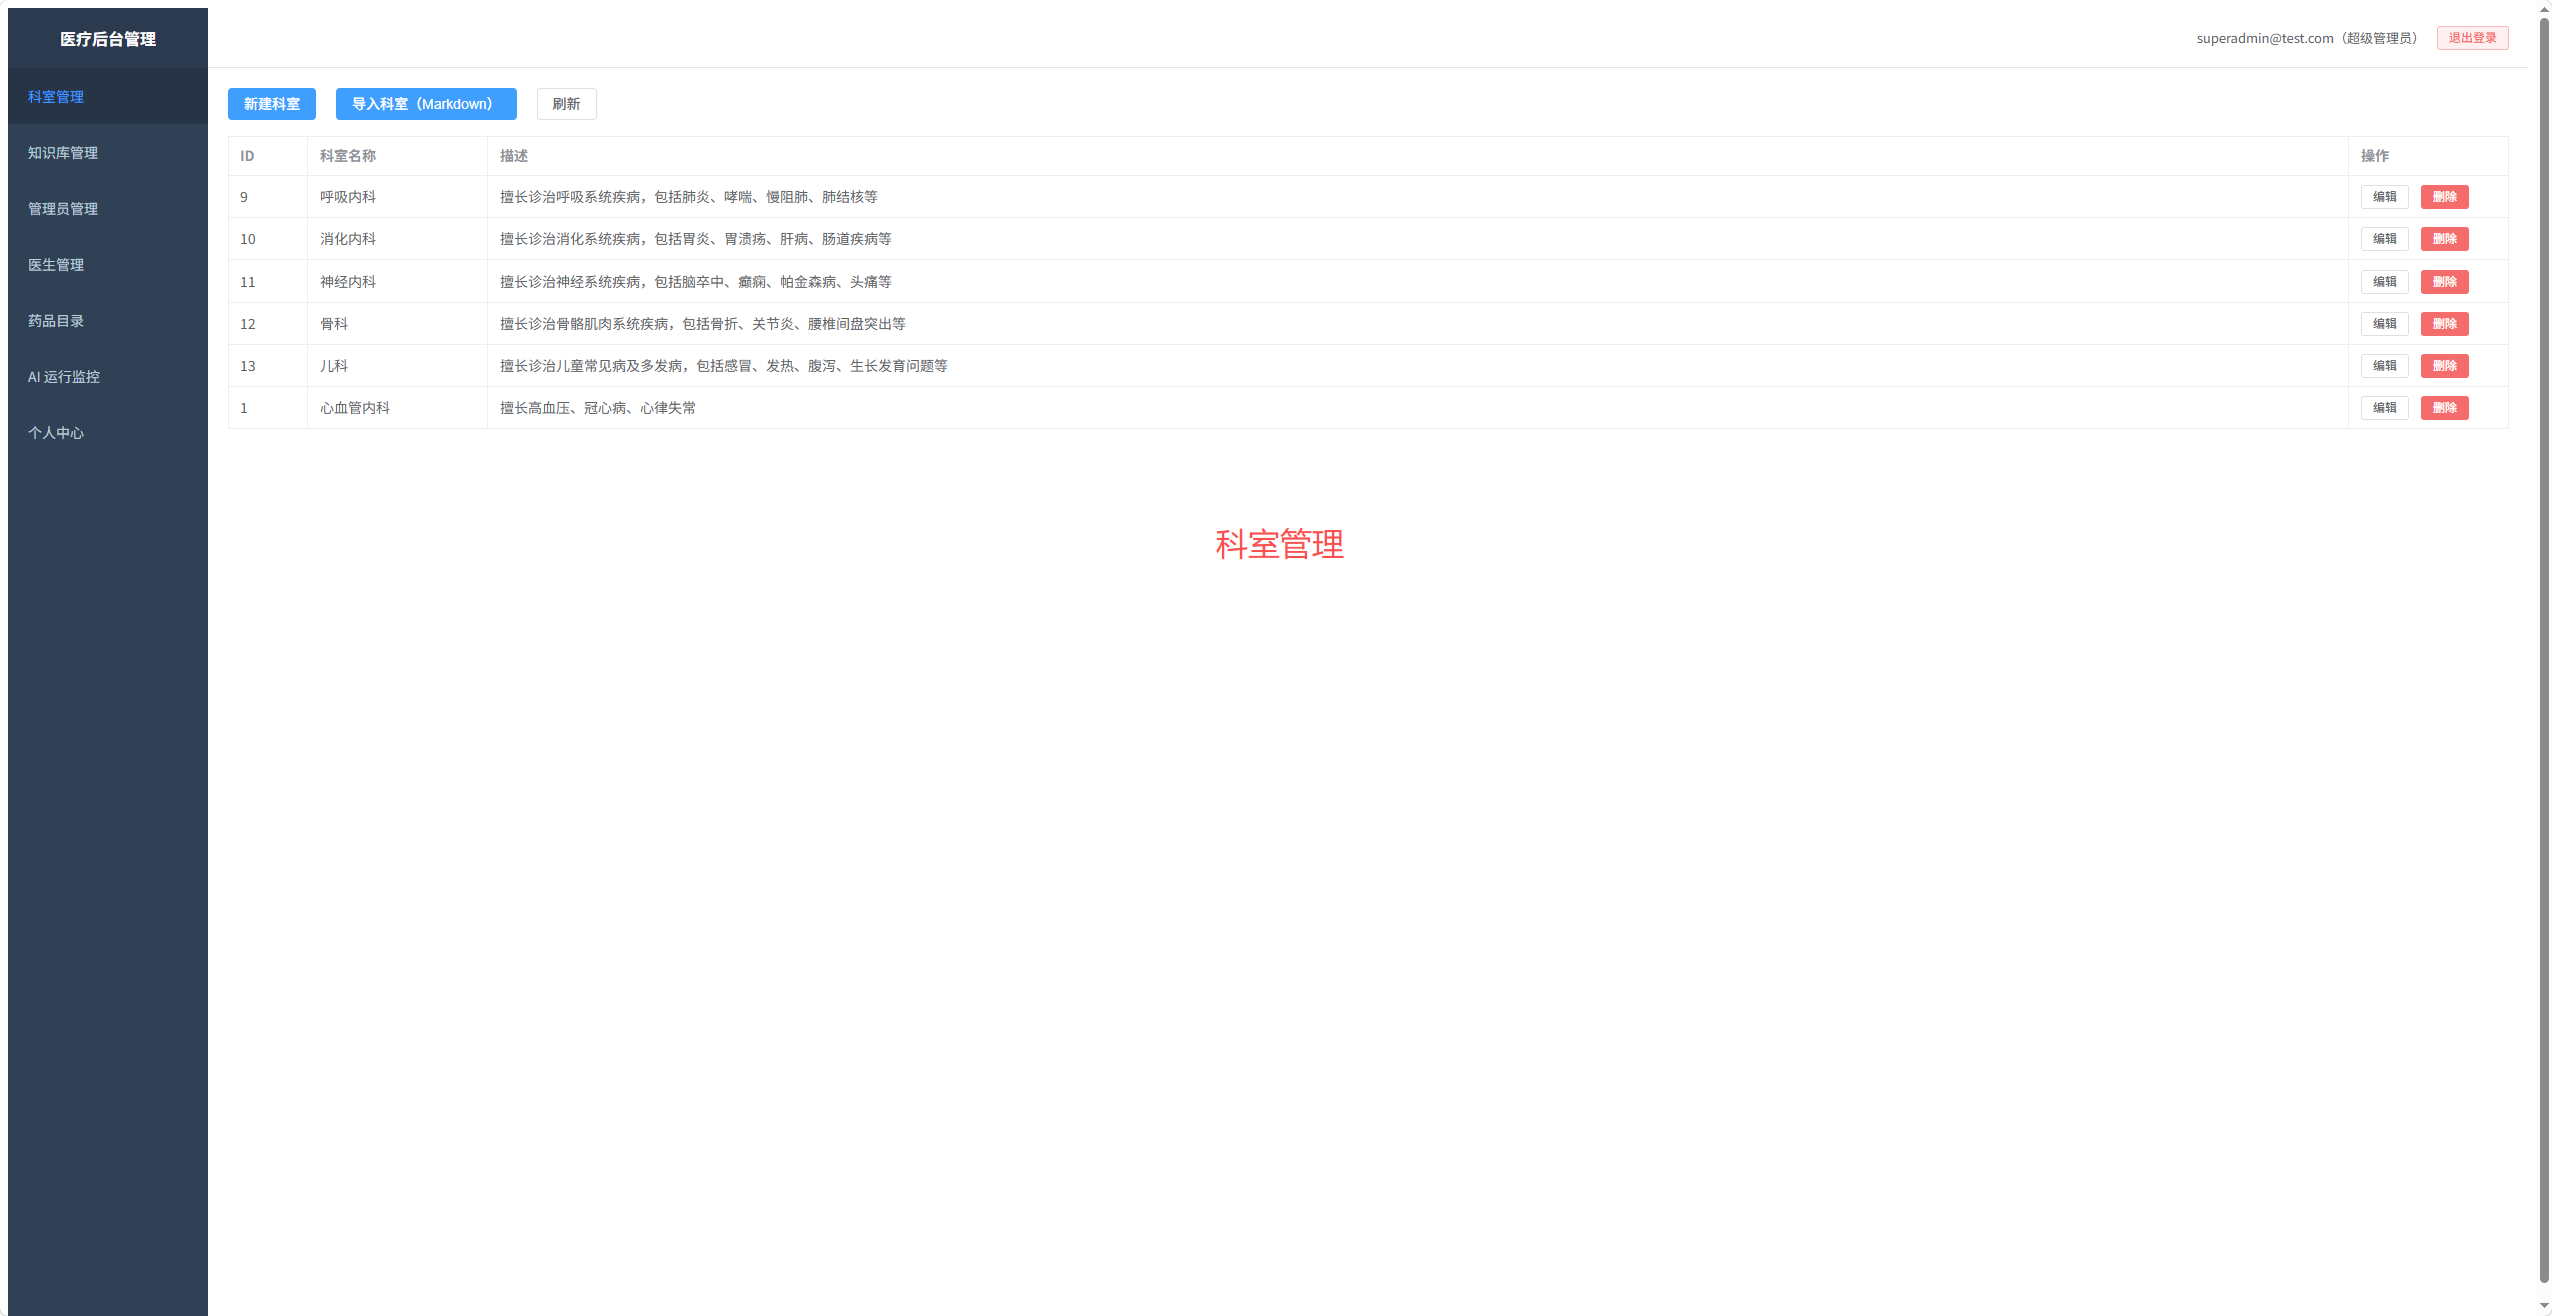 医疗后台管理
superadmin@test.com（超级管理员） 退出登录
科室管理
知识库管理
管理员管理
医生管理
药品目录
AI 运行监控
个人中心
新建科室 导入科室（Markdown） 刷新
ID 科室名称 描述 操作
9 呼吸内科 擅长诊治呼吸系统疾病，包括肺炎、哮喘、慢阻肺、肺结核等 编辑 删除
10 消化内科 擅长诊治消化系统疾病，包括胃炎、胃溃疡、肝病、肠道疾病等 编辑 删除
11 神经内科 擅长诊治神经系统疾病，包括脑卒中、癫痫、帕金森病、头痛等 编辑 删除
12 骨科 擅长诊治骨骼肌肉系统疾病，包括骨折、关节炎、腰椎间盘突出等 编辑 删除
13 儿科 擅长诊治儿童常见病及多发病，包括感冒、发热、腹泻、生长发育问题等 编辑 删除
1 心血管内科 擅长高血压、冠心病、心律失常 编辑 删除
科室管理